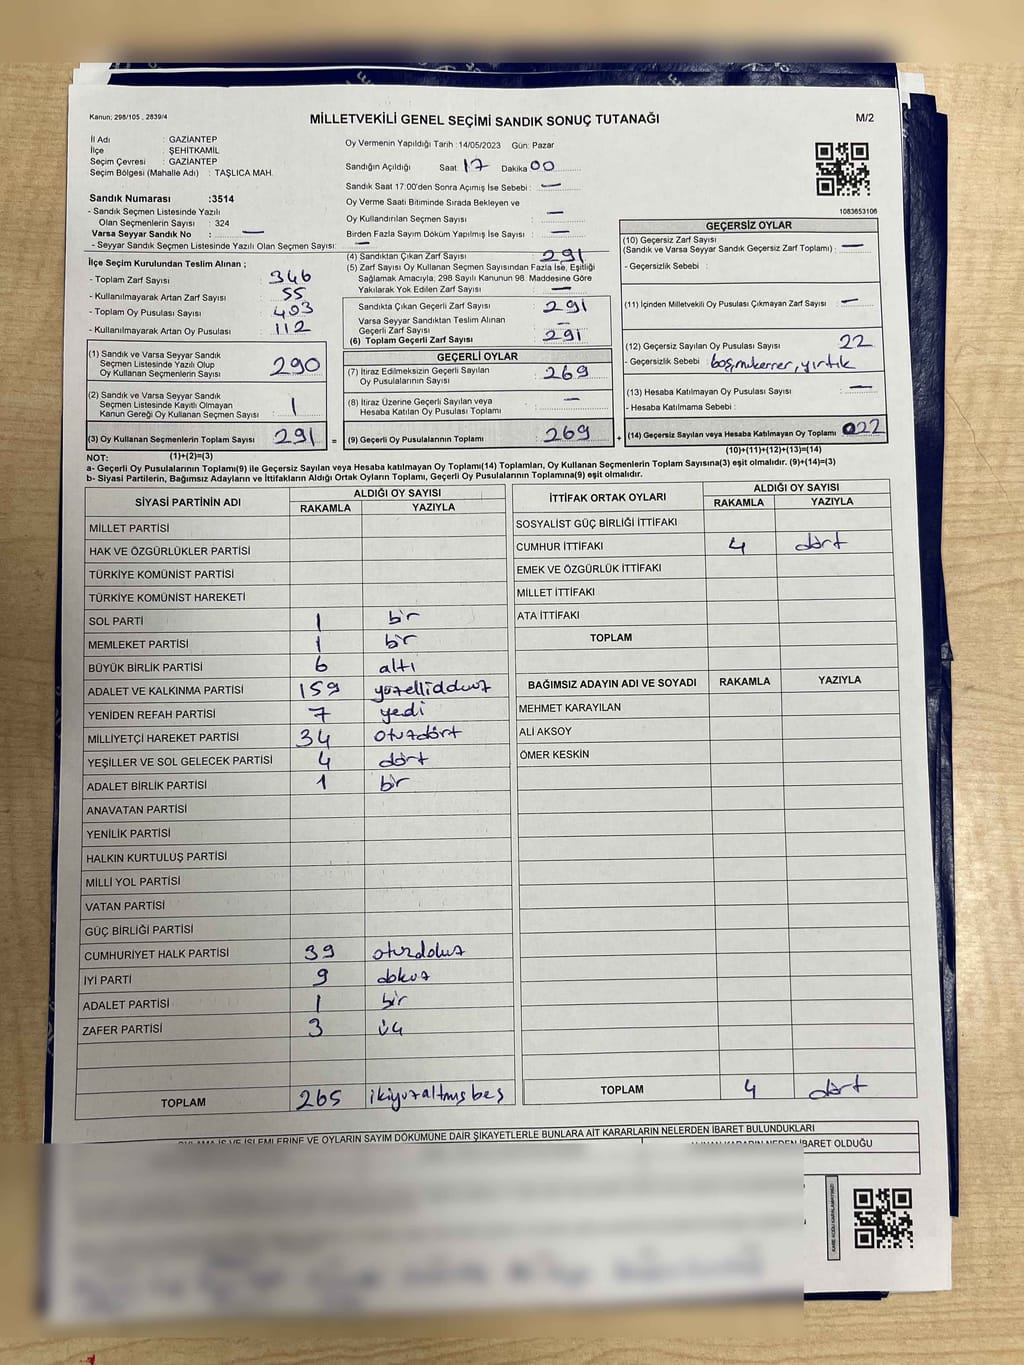 Kanun; 298/105 , 2839/4
MİLLETVEKİLİ GENEL SEÇİMİ SANDIK SONUÇ TUTANAĞI
M/2
İl Adı : GAZİANTEP
İlçe : ŞEHİTKAMİL
Seçim Çevresi : GAZİANTEP
Seçim Bölgesi (Mahalle Adı) : TAŞLICA MAH.
Sandık Numarası :3514
- Sandık Seçmen Listesinde Yazılı
Olan Seçmenlerin Sayısı : 324
Varsa Seyyar Sandık No : —
- Seyyar Sandık Seçmen Listesinde Yazılı Olan Seçmen Sayısı: —
İlçe Seçim Kurulundan Teslim Alınan ;
- Toplam Zarf Sayısı : 346
- Kullanılmayarak Artan Zarf Sayısı : 55
- Toplam Oy Pusulası Sayısı : 403
- Kullanılmayarak Artan Oy Pusulası : 112
(1) Sandık ve Varsa Seyyar Sandık
Seçmen Listesinde Yazılı Olup
Oy Kullanan Seçmenlerin Sayısı : 290
(2) Sandık ve Varsa Seyyar Sandık
Seçmen Listesinde Kayıtlı Olmayan
Kanun Gereği Oy Kullanan Seçmen Sayısı : 1
(3) Oy Kullanan Seçmenlerin Toplam Sayısı : 291 =
(1)+(2)=(3)
Oy Vermenin Yapıldığı Tarih : 14/05/2023 Gün: Pazar
Sandığın Açıldığı Saat 17 Dakika 00
Sandık Saat 17:00'den Sonra Açımış İse Sebebi : —
Oy Verme Saati Bitiminde Sırada Bekleyen ve
Oy Kullandırılan Seçmen Sayısı : —
Birden Fazla Sayım Döküm Yapılmış İse Sayısı : —
(4) Sandıktan Çıkan Zarf Sayısı : 291
(5) Zarf Sayısı Oy Kullanan Seçmen Sayısından Fazla İse, Eşitliği
Sağlamak Amacıyla; 298 Sayılı Kanunun 98. Maddesine Göre
Yakılarak Yok Edilen Zarf Sayısı : —
Sandıkta Çıkan Geçerli Zarf Sayısı : 291
Varsa Seyyar Sandıktan Teslim Alınan
Geçerli Zarf Sayısı : —
(6) Toplam Geçerli Zarf Sayısı : 291
GEÇERLİ OYLAR
(7) İtiraz Edilmeksizin Geçerli Sayılan
Oy Pusulalarının Sayısı : 269
(8) İtiraz Üzerine Geçerli Sayılan veya
Hesaba Katılan Oy Pusulası Toplamı : —
(9) Geçerli Oy Pusulalarının Toplamı : 269 +
1083653106
GEÇERSİZ OYLAR
(10) Geçersiz Zarf Sayısı
(Sandık ve Varsa Seyyar Sandık Geçersiz Zarf Toplamı) : —
- Geçersizlik Sebebi :
(11) İçinden Milletvekili Oy Pusulası Çıkmayan Zarf Sayısı : —
(12) Geçersiz Sayılan Oy Pusulası Sayısı : 22
- Geçersizlik Sebebi : boş, mükerrer, yırtık
(13) Hesaba Katılmayan Oy Pusulası Sayısı : —
- Hesaba Katılmama Sebebi :
(14) Geçersiz Sayılan veya Hesaba Katılmayan Oy Toplamı : 022
(10)+(11)+(12)+(13)=(14)
NOT:
a- Geçerli Oy Pusulalarının Toplamı(9) ile Geçersiz Sayılan veya Hesaba katılmayan Oy Toplamı(14) Toplamları, Oy Kullanan Seçmenlerin Toplam Sayısına(3) eşit olmalıdır. (9)+(14)=(3)
b- Siyasi Partilerin, Bağımsız Adayların ve İttifakların Aldığı Ortak Oyların Toplamı, Geçerli Oy Pusulalarının Toplamına(9) eşit olmalıdır.
SİYASİ PARTİNİN ADI
ALDIĞI OY SAYISI
RAKAMLA YAZIYLA
MİLLET PARTİSİ
HAK VE ÖZGÜRLÜKLER PARTİSİ
TÜRKİYE KOMÜNİST PARTİSİ
TÜRKİYE KOMÜNİST HAREKETİ
SOL PARTİ 1 bir
MEMLEKET PARTİSİ 1 bir
BÜYÜK BİRLİK PARTİSİ 6 altı
ADALET VE KALKINMA PARTİSİ 159 yüzellidokuz
YENİDEN REFAH PARTİSİ 7 yedi
MİLLİYETÇİ HAREKET PARTİSİ 34 otuzdört
YEŞİLLER VE SOL GELECEK PARTİSİ 4 dört
ADALET BİRLİK PARTİSİ 1 bir
ANAVATAN PARTİSİ
YENİLİK PARTİSİ
HALKIN KURTULUŞ PARTİSİ
MİLLİ YOL PARTİSİ
VATAN PARTİSİ
GÜÇ BİRLİĞİ PARTİSİ
CUMHURİYET HALK PARTİSİ 39 otuzdokuz
İYİ PARTİ 9 dokuz
ADALET PARTİSİ 1 bir
ZAFER PARTİSİ 3 üç
TOPLAM 265 ikiyüzaltmışbeş
İTTİFAK ORTAK OYLARI
ALDIĞI OY SAYISI
RAKAMLA YAZIYLA
SOSYALİST GÜÇ BİRLİĞİ İTTİFAKI
CUMHUR İTTİFAKI 4 dört
EMEK VE ÖZGÜRLÜK İTTİFAKI
MİLLET İTTİFAKI
ATA İTTİFAKI
TOPLAM
BAĞIMSIZ ADAYIN ADI VE SOYADI RAKAMLA YAZIYLA
MEHMET KARAYILAN
ALİ AKSOY
ÖMER KESKİN
TOPLAM 4 dört
OYLAMA İŞ VE İŞLEMLERİNE VE OYLARIN SAYIM DÖKÜMÜNE DAİR ŞİKAYETLERLE BUNLARA AİT KARARLARIN NELERDEN İBARET BULUNDUKLARI
ALINAN KARARIN NEDEN İBARET OLDUĞU
KARE KODU KARALAMAYINIZ!